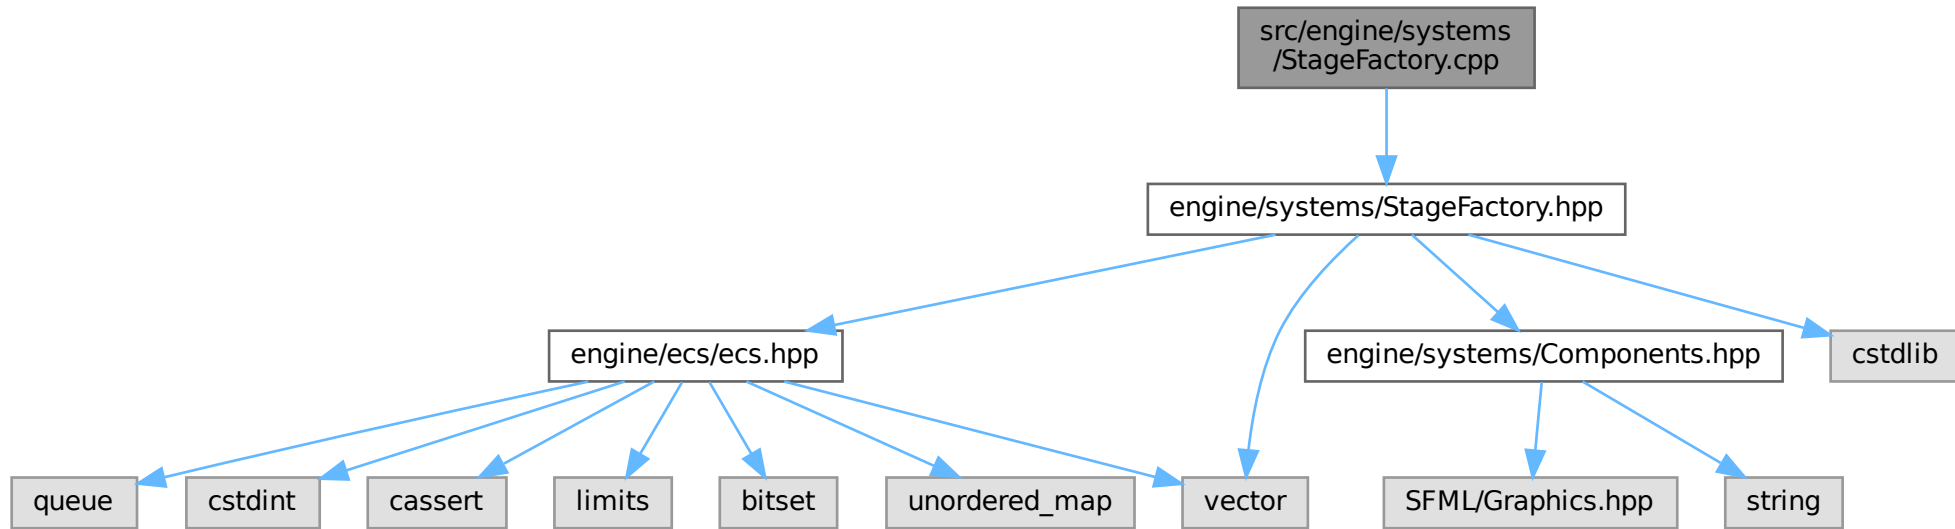 src/engine/systems
/StageFactory.cpp
engine/systems/StageFactory.hpp
engine/ecs/ecs.hpp
engine/systems/Components.hpp
cstdlib
queue
cstdint
cassert
limits
bitset
unordered_map
vector
SFML/Graphics.hpp
string